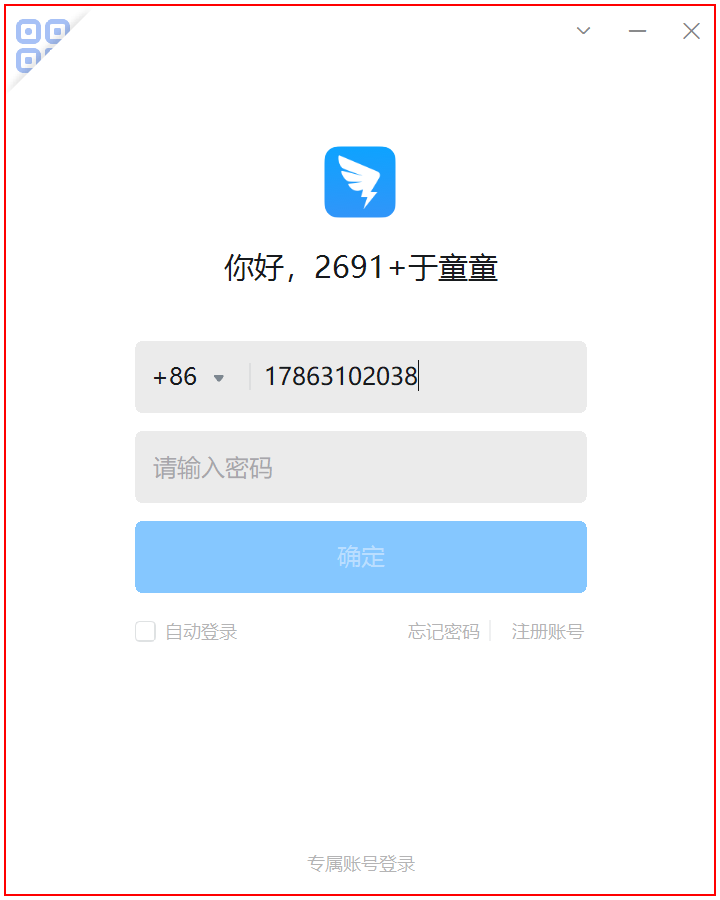 你好，2691+于童童
+86 17863102038
请输入密码
确定
自动登录 忘记密码 注册账号
专属账号登录